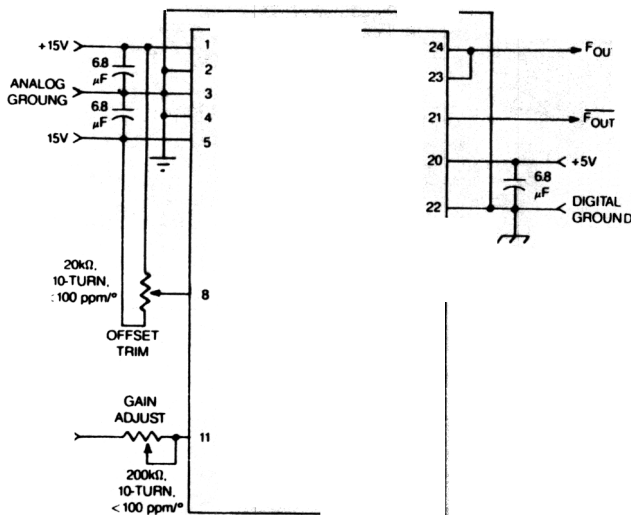 +15V
6.8
μF
ANALOG
GROUNG
6.8
μF
15V
1
2
3
4
5
20kΩ,
10-TURN,
:100 ppm/°
OFFSET
TRIM
8
GAIN
ADJUST
11
200kΩ,
10-TURN,
<100 ppm/°
24
FOU
23
21
FOUT
20
+5V
6.8
μF
22
DIGITAL
GROUND